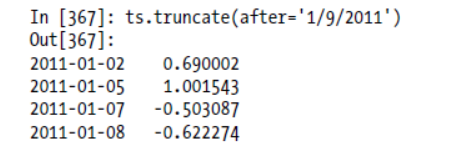 In [367]: ts.truncate(after='1/9/2011')
Out[367]:
2011-01-02    0.690002
2011-01-05    1.001543
2011-01-07   -0.503087
2011-01-08   -0.622274